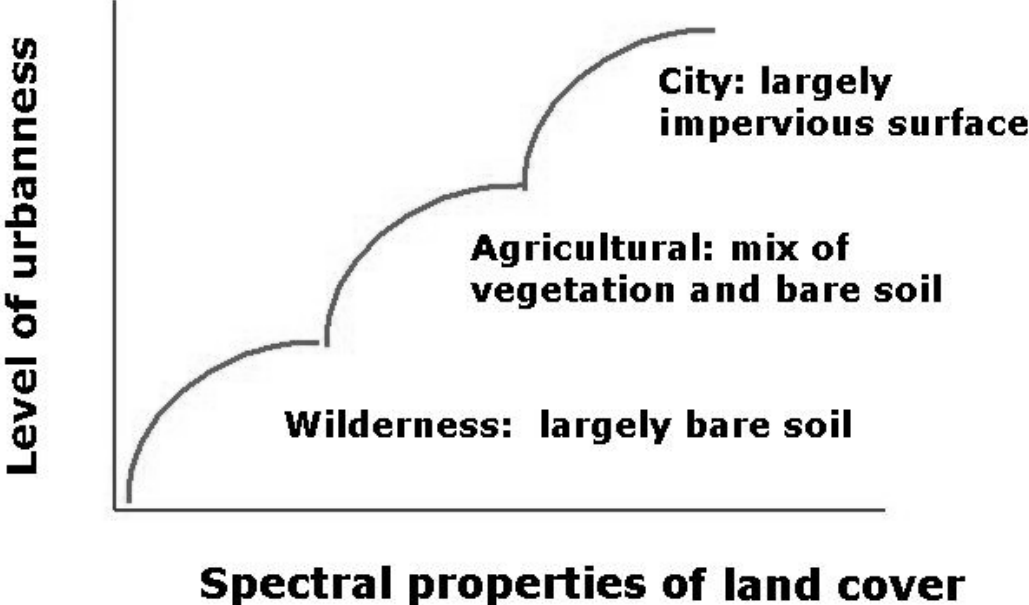 Level of urbanness
City: largely
impervious surface
Agricultural: mix of
vegetation and bare soil
Wilderness: largely bare soil
Spectral properties of land cover